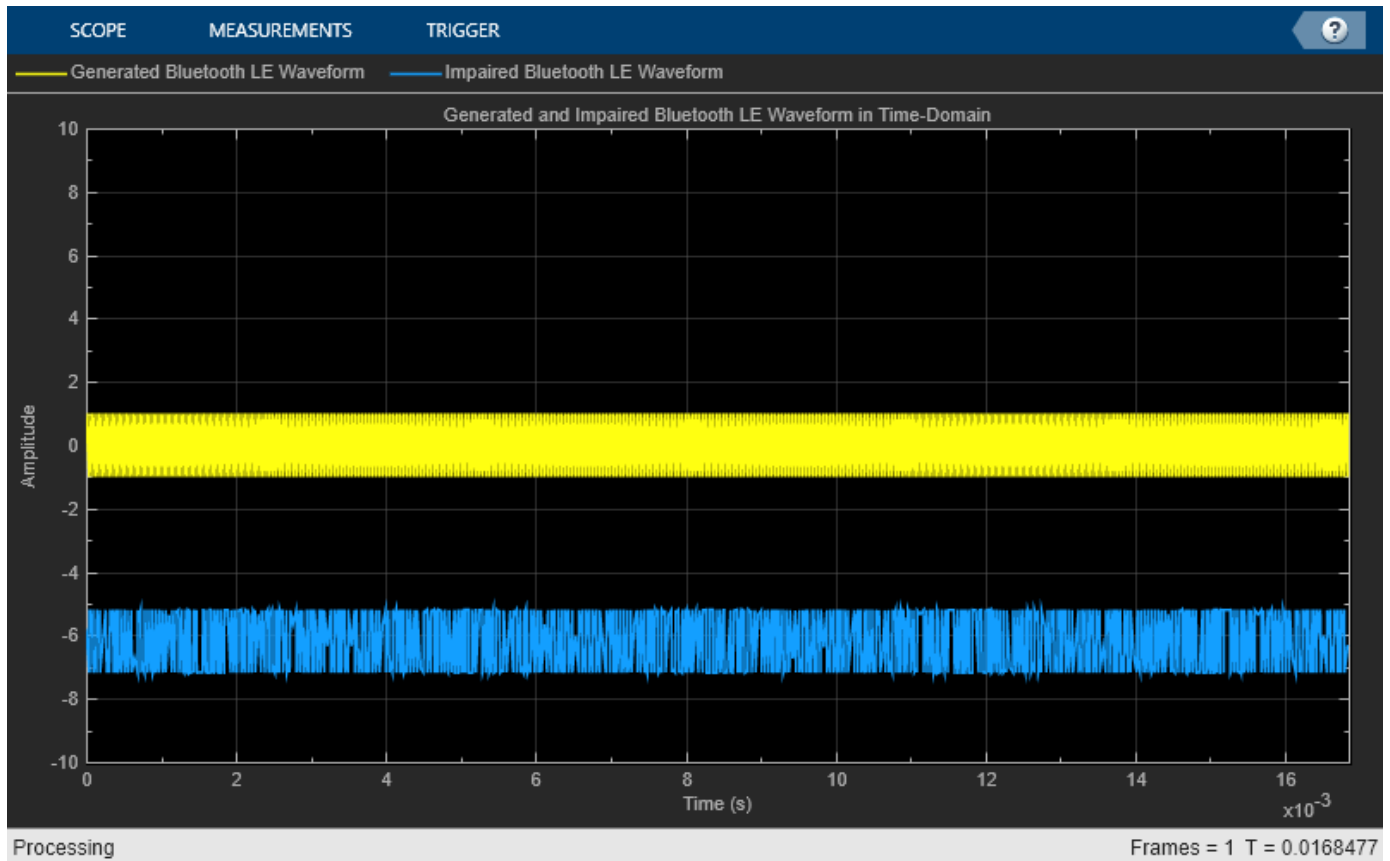 SCOPE MEASUREMENTS TRIGGER ?
Generated Bluetooth LE Waveform Impaired Bluetooth LE Waveform
Generated and Impaired Bluetooth LE Waveform in Time-Domain
10
8
6
4
2
0
-2
-4
-6
-8
-10
Amplitude
0 2 4 6 8 10 12 14 16
Time (s)
x10-3
Processing Frames = 1 T = 0.0168477